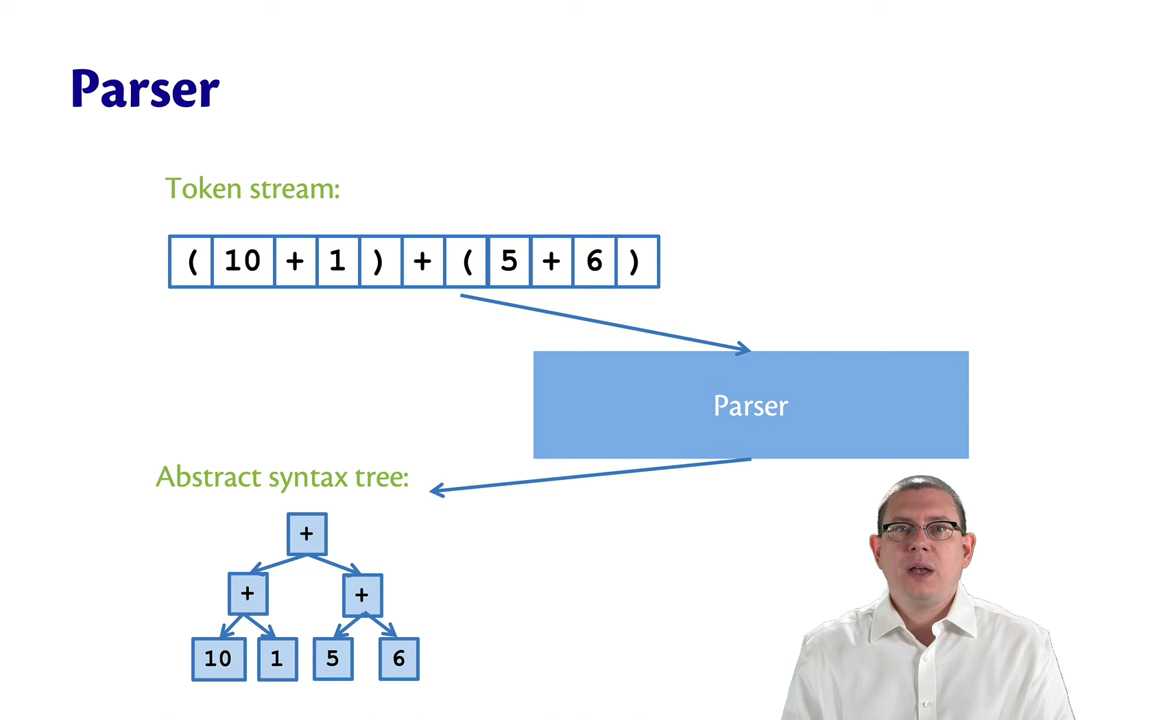 Parser
Token stream:
( 10 + 1 ) + ( 5 + 6 )
Parser
Abstract syntax tree:
+
+ +
10 1 5 6